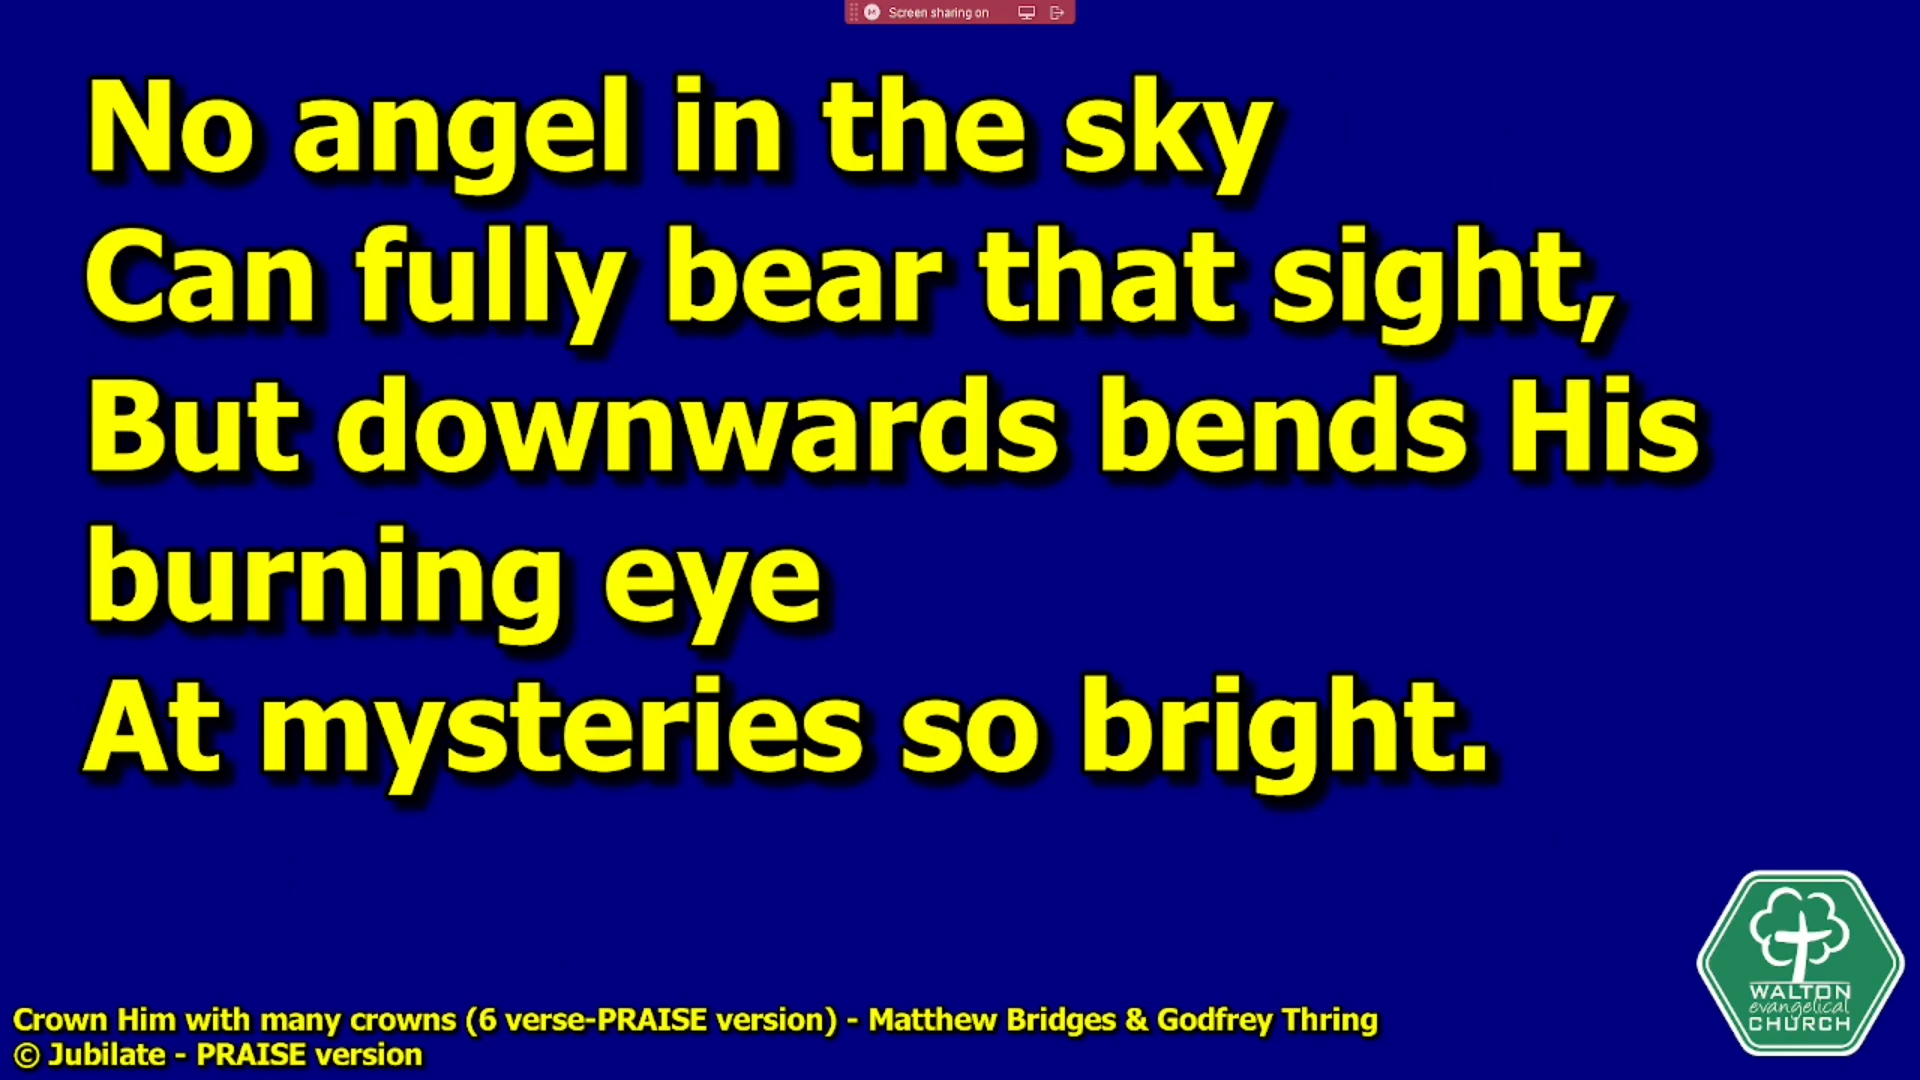 Screen sharing on
No angel in the sky
Can fully bear that sight,
But downwards bends His
burning eye
At mysteries so bright.
WALTON
evangelical
CHURCH
Crown Him with many crowns (6 verse-PRAISE version) - Matthew Bridges & Godfrey Thring
© Jubilate - PRAISE version